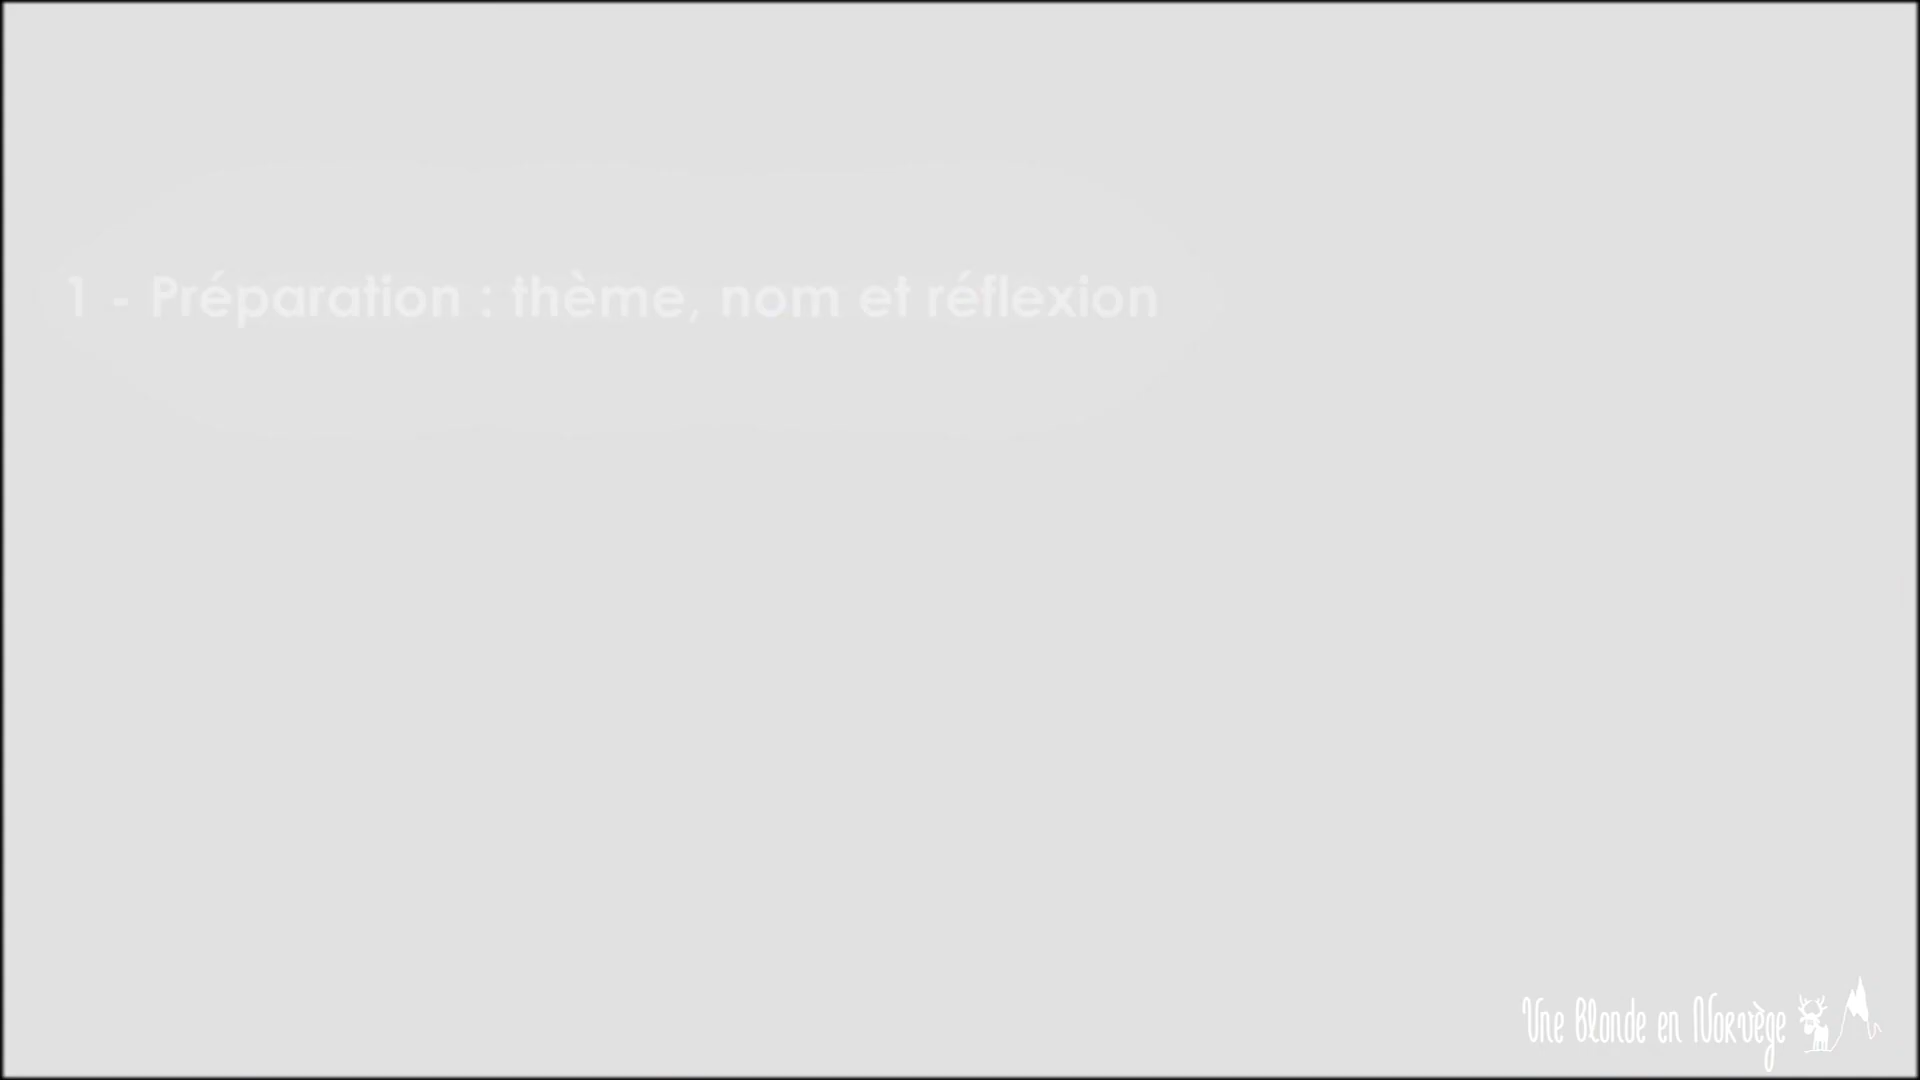 1 - Préparation : thème, nom et réflexion
Une Blonde en Norvège